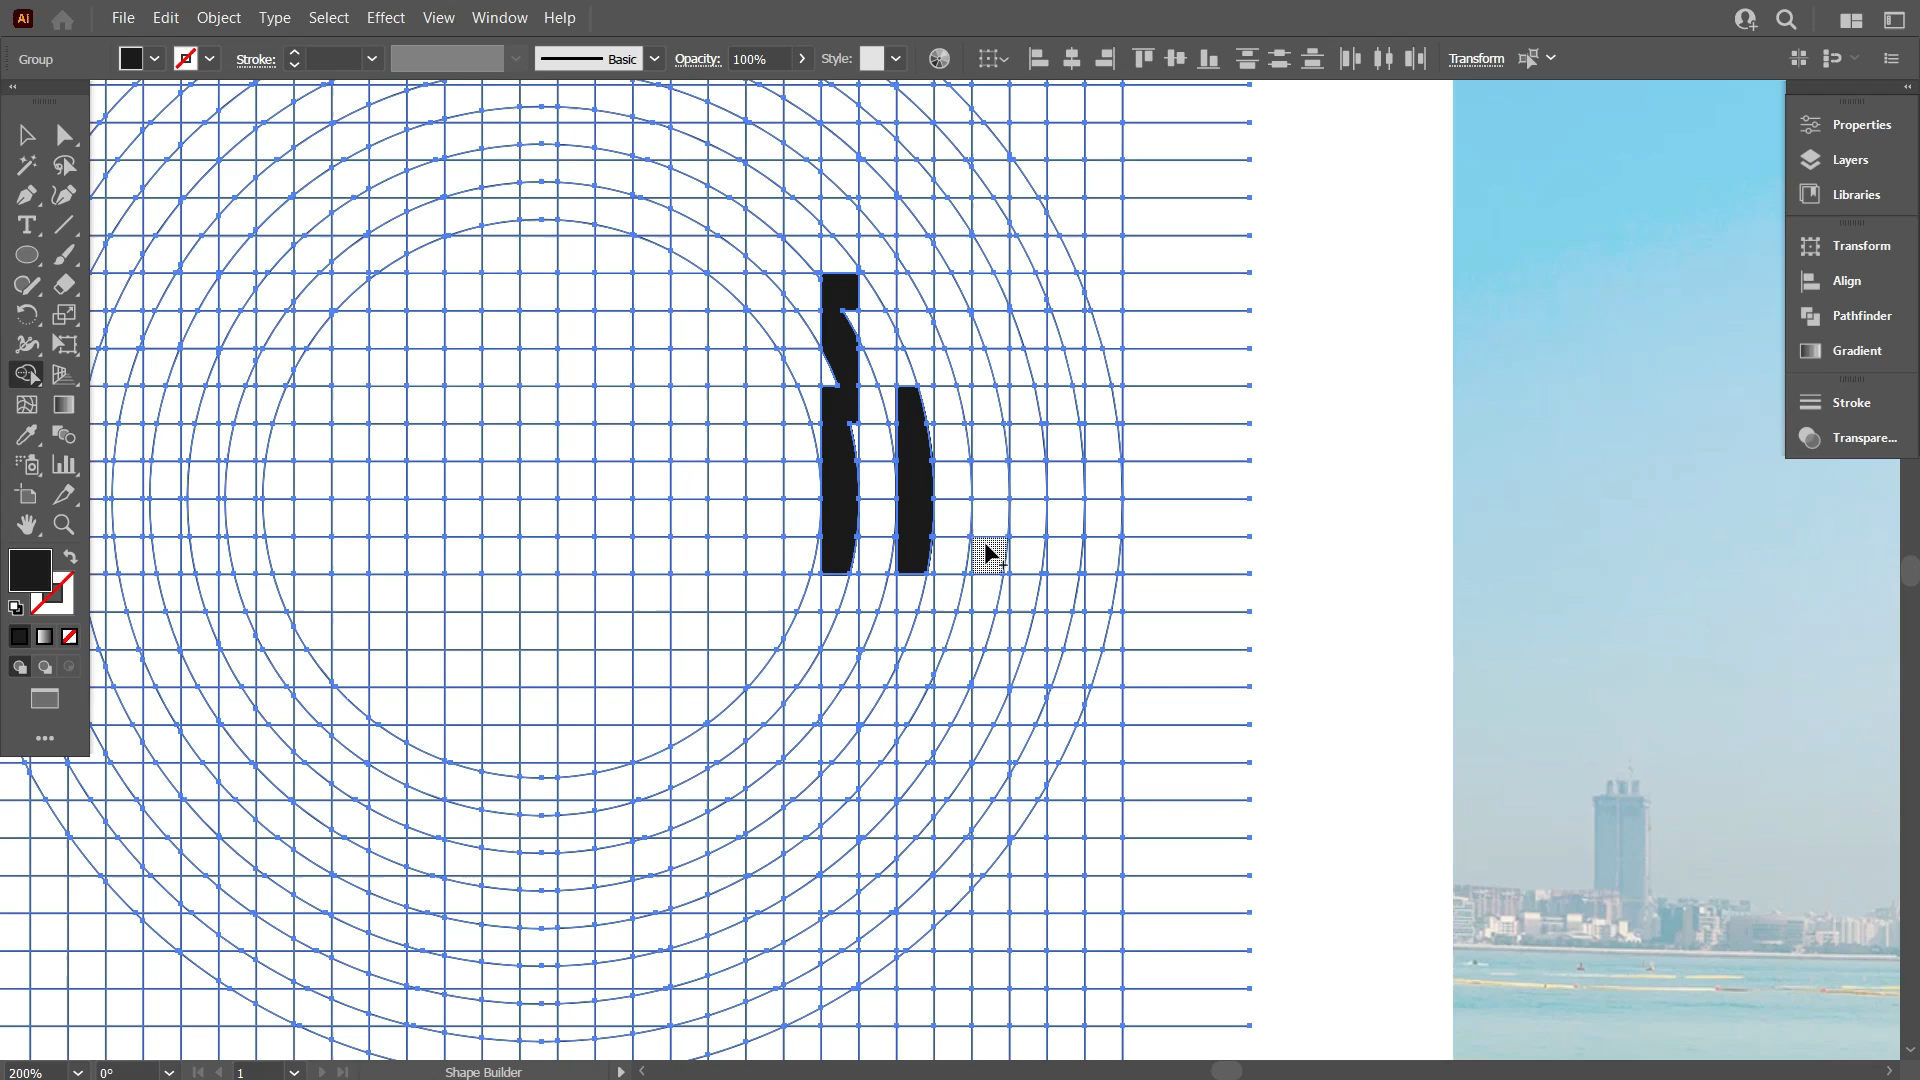 Ai File Edit Object Type Select Effect View Window Help
Group Stroke: Basic Opacity: 100% Style: Transform
Properties
Layers
Libraries
Transform
Align
Pathfinder
Gradient
Stroke
Transpare...
200% 0° 1 Shape Builder